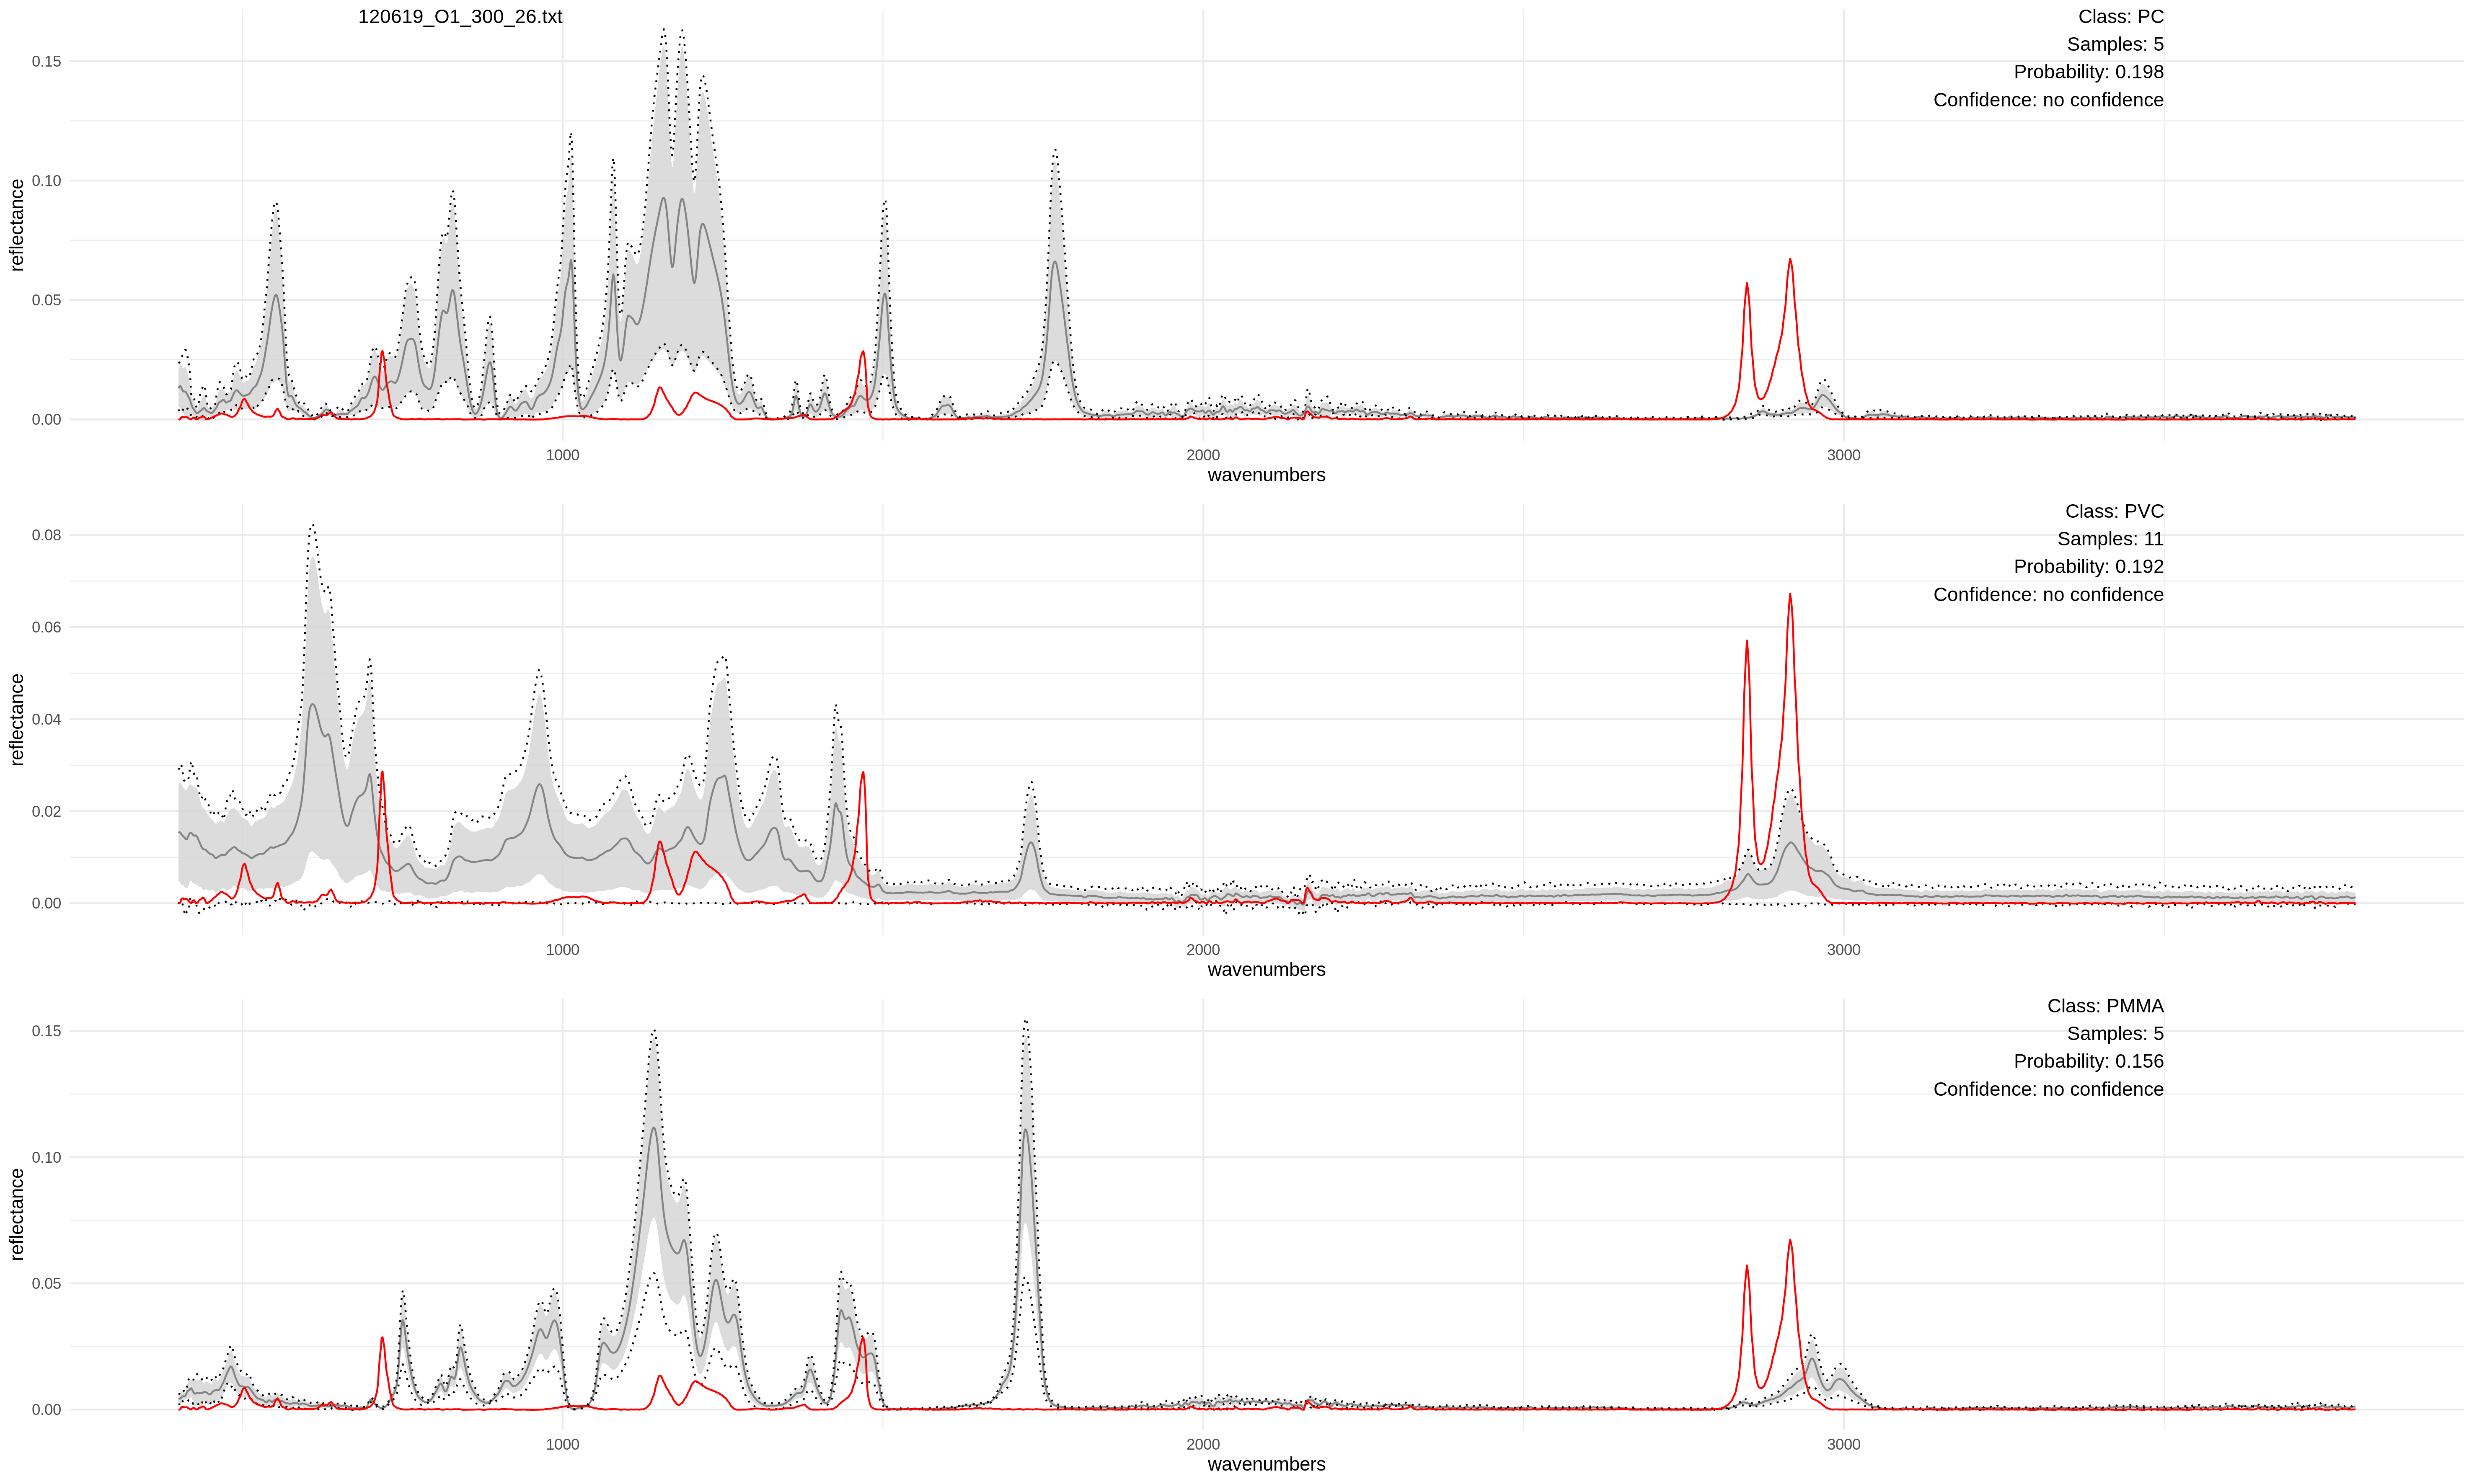 120619_O1_300_26.txt
Class: PC
Samples: 5
Probability: 0.198
Confidence: no confidence
0.15
0.10
0.05
0.00
reflectance
1000
2000
3000
wavenumbers
Class: PVC
Samples: 11
Probability: 0.192
Confidence: no confidence
0.08
0.06
0.04
0.02
0.00
reflectance
1000
2000
3000
wavenumbers
Class: PMMA
Samples: 5
Probability: 0.156
Confidence: no confidence
0.15
0.10
0.05
0.00
reflectance
1000
2000
3000
wavenumbers